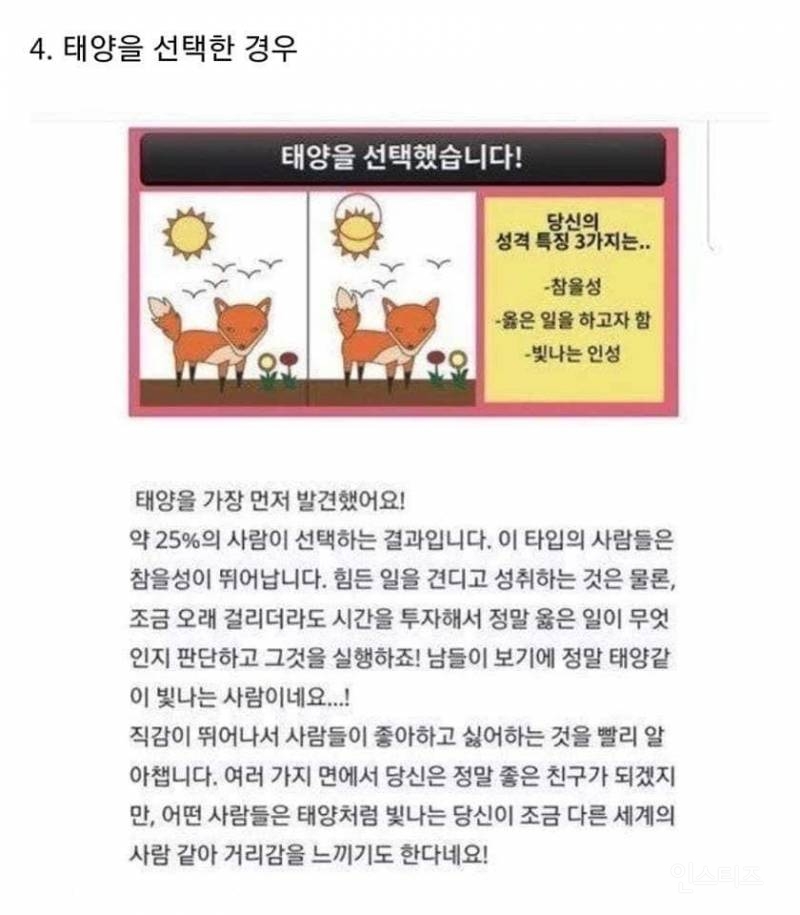 4. 태양을 선택한 경우
태양을 선택했습니다!
당신의
성격 특징 3가지는..
-참을성
-옳은 일을 하고자 함
-빛나는 인성
태양을 가장 먼저 발견했어요!
약 25%의 사람이 선택하는 결과입니다. 이 타입의 사람들은
참을성이 뛰어납니다. 힘든 일을 견디고 성취하는 것은 물론,
조금 오래 걸리더라도 시간을 투자해서 정말 옳은 일이 무엇
인지 판단하고 그것을 실행하죠! 남들이 보기에 정말 태양같
이 빛나는 사람이네요...!
직감이 뛰어나서 사람들이 좋아하고 싫어하는 것을 빨리 알
아챕니다. 여러 가지 면에서 당신은 정말 좋은 친구가 되겠지
만, 어떤 사람들은 태양처럼 빛나는 당신이 조금 다른 세계의
사람 같아 거리감을 느끼기도 한다네요!
인스티즈